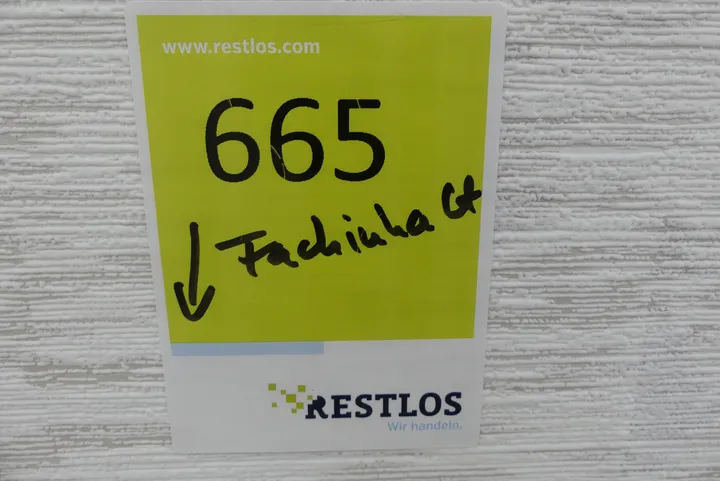 www.restlos.com
665
Fachinhalt
RESTLOS
Wir handeln.